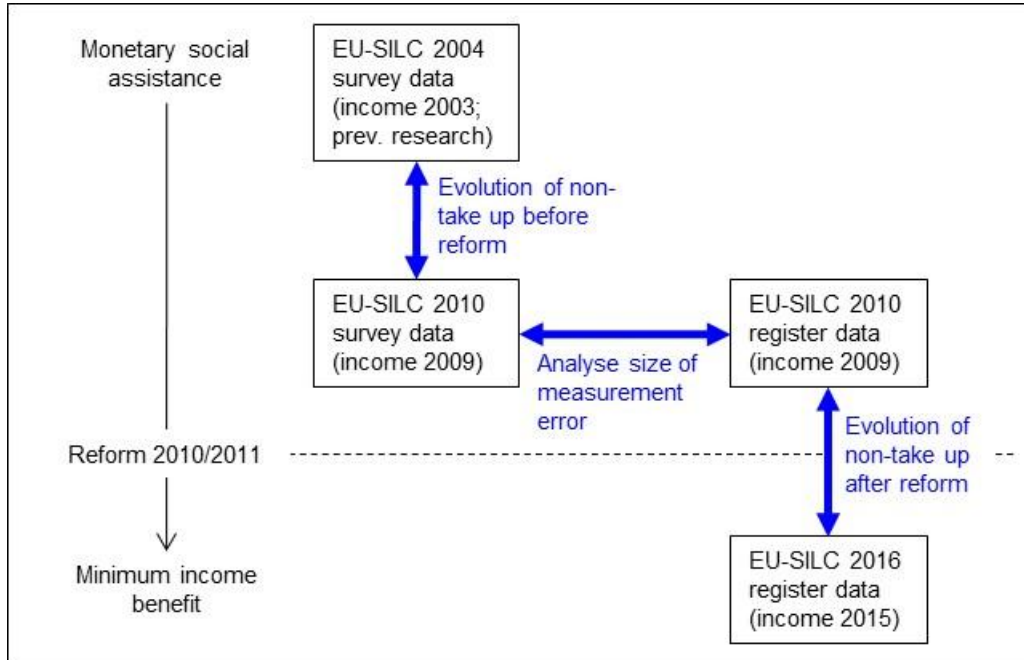 Monetary social
assistance
EU-SILC 2004
survey data
(income 2003;
prev. research)
Evolution of non-
take up before
reform
EU-SILC 2010
survey data
(income 2009)
Analyse size of
measurement
error
EU-SILC 2010
register data
(income 2009)
Reform 2010/2011
Evolution of
non-take up
after reform
Minimum income
benefit
EU-SILC 2016
register data
(income 2015)